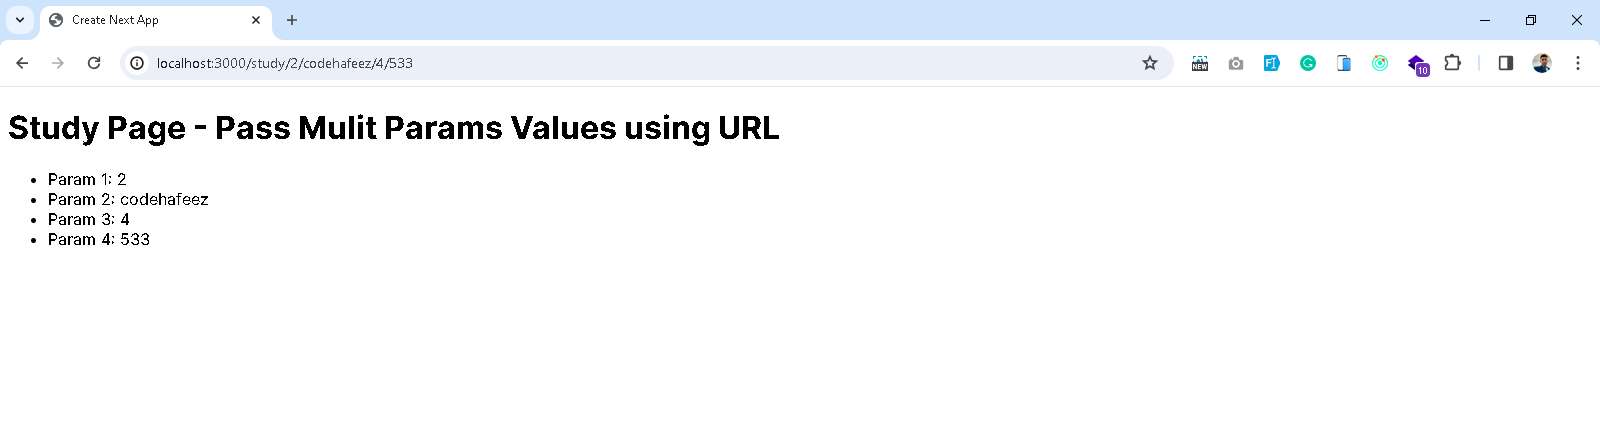 Create Next App
localhost:3000/study/2/codehafeez/4/533
NEW
10
Study Page - Pass Mulit Params Values using URL
Param 1: 2
Param 2: codehafeez
Param 3: 4
Param 4: 533